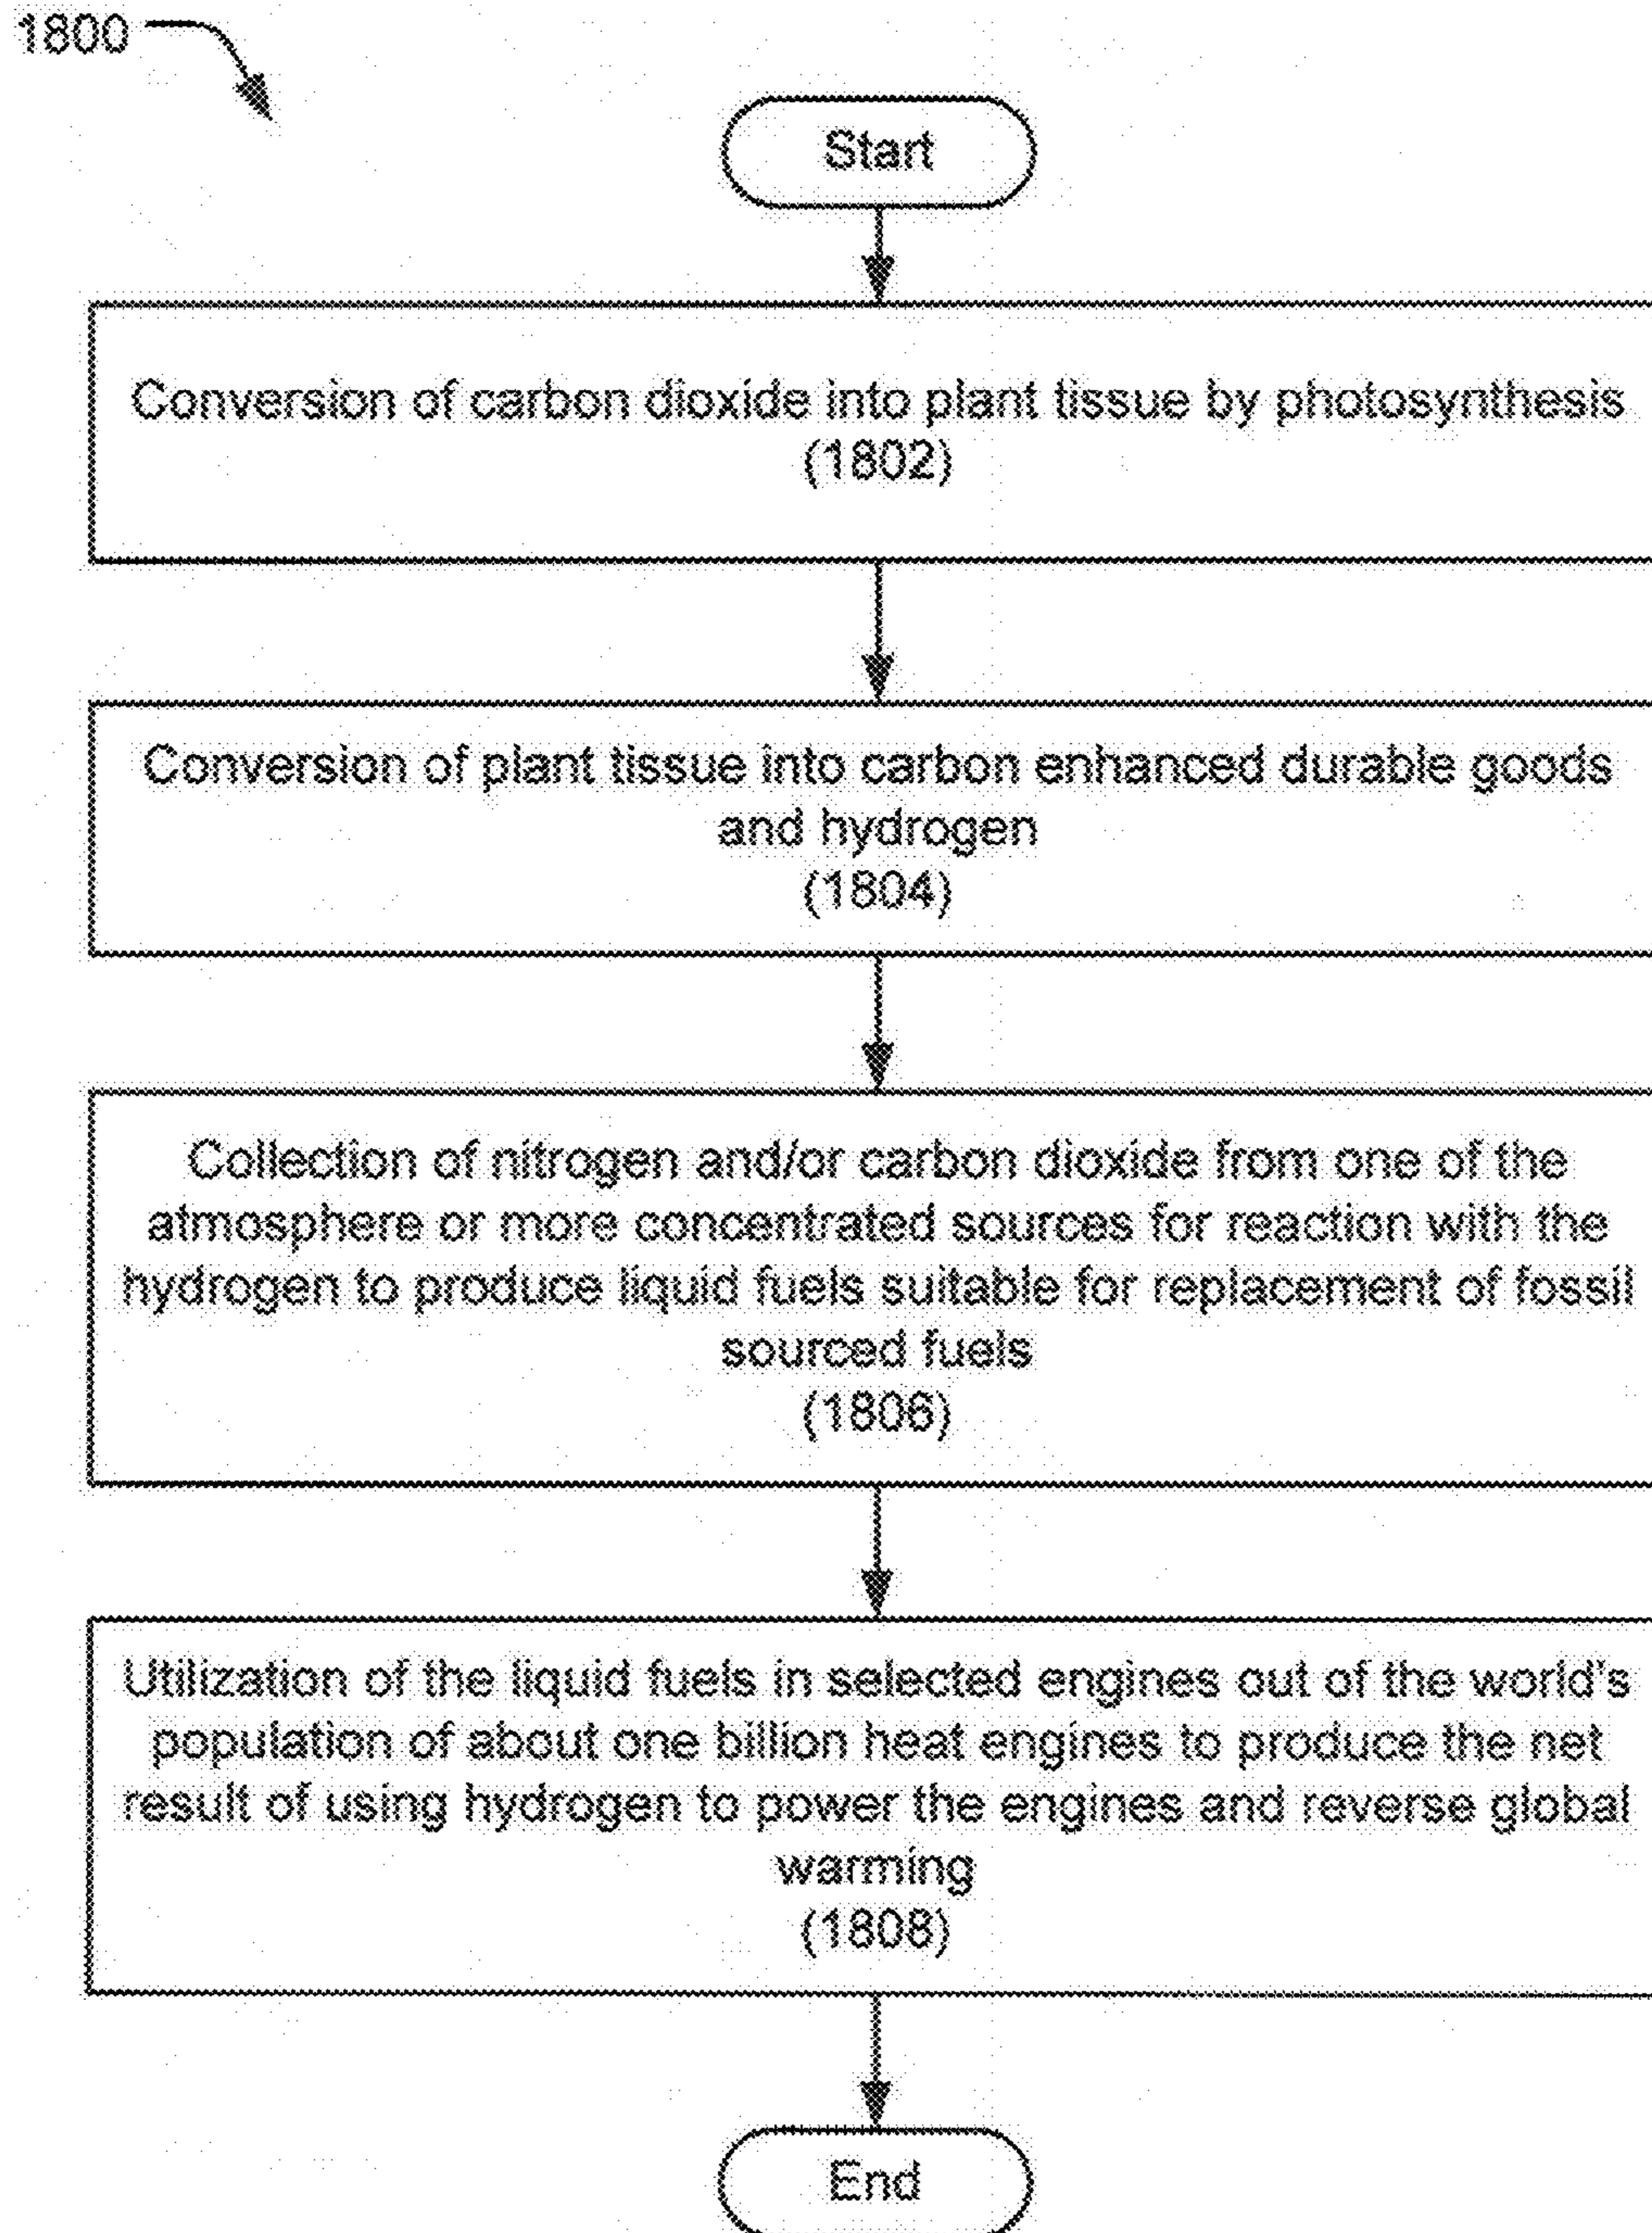 1800
Start
Conversion of carbon dioxide into plant tissue by photosynthesis
(1802)
Conversion of plant tissue into carbon enhanced durable goods
and hydrogen
(1804)
Collection of nitrogen and/or carbon dioxide from one of the
atmosphere or more concentrated sources for reaction with the
hydrogen to produce liquid fuels suitable for replacement of fossil
sourced fuels
(1806)
Utilization of the liquid fuels in selected engines out of the world's
population of about one billion heat engines to produce the net
result of using hydrogen to power the engines and reverse global
warming
(1808)
End